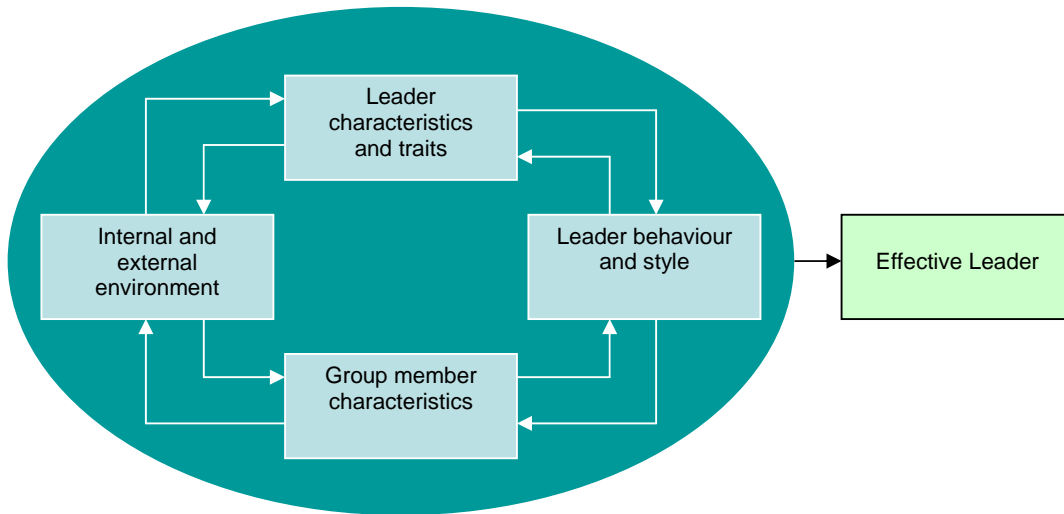 Leader
characteristics
and traits
Internal and
external
environment
Leader behaviour
and style
Effective Leader
Group member
characteristics